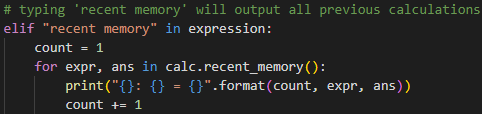 # typing 'recent memory' will output all previous calculations
elif "recent memory" in expression:
    count = 1
    for expr, ans in calc.recent_memory():
        print("{}: {} = {}".format(count, expr, ans))
        count += 1